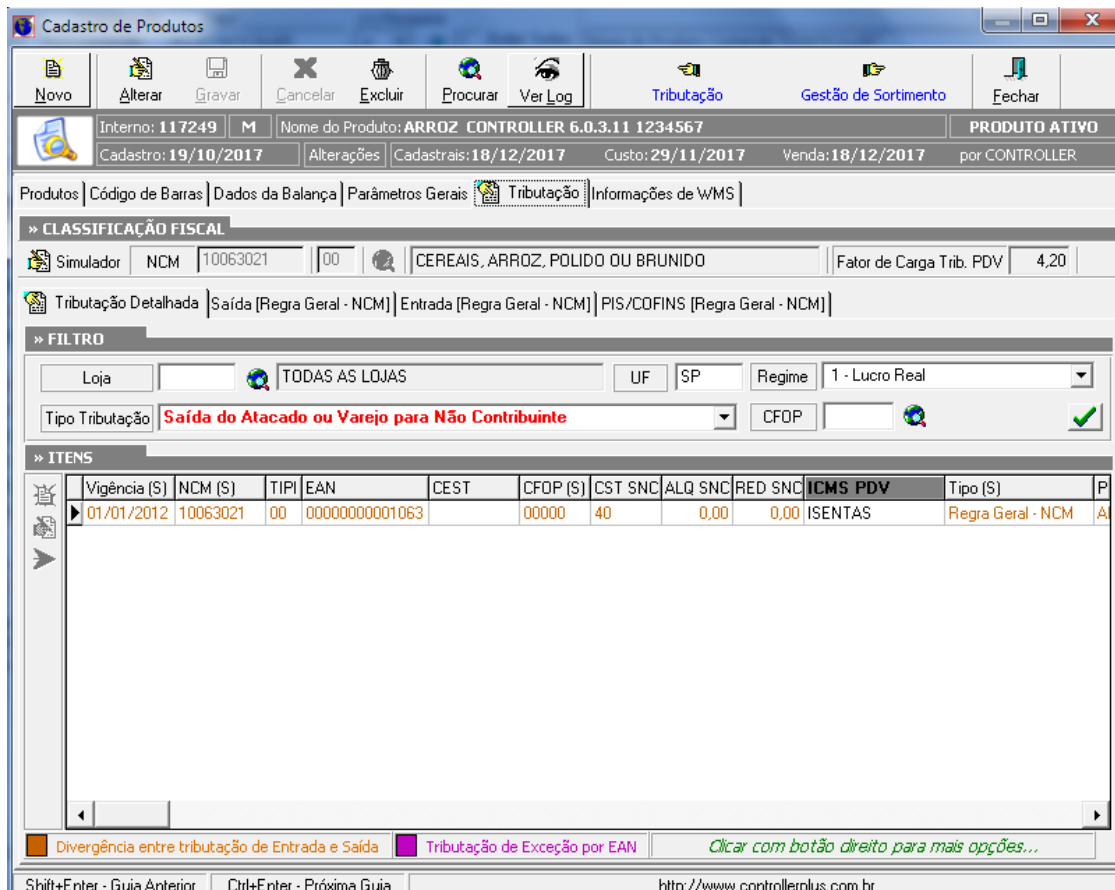 Cadastro de Produtos
Novo Alterar Gravar Cancelar Excluir Procurar Ver Log Tributação Gestão de Sortimento Fechar
Interno: 117249 M Nome do Produto: ARROZ CONTROLLER 6.0.3.11 1234567 PRODUTO ATIVO
Cadastro: 19/10/2017 Alterações Cadastrais: 18/12/2017 Custo: 29/11/2017 Venda: 18/12/2017 por CONTROLLER
Produtos Código de Barras Dados da Balança Parâmetros Gerais Tributação Informações de WMS
» CLASSIFICAÇÃO FISCAL
Simulador NCM 10063021 00 CEREAIS, ARROZ, POLIDO OU BRUNIDO Fator de Carga Trib. PDV 4,20
Tributação Detalhada Saída [Regra Geral - NCM] Entrada [Regra Geral - NCM] PIS/COFINS [Regra Geral - NCM]
» FILTRO
Loja TODAS AS LOJAS UF SP Regime 1 - Lucro Real
Tipo Tributação Saída do Atacado ou Varejo para Não Contribuinte CFOP
» ITENS
Vigência (S) NCM (S) TIPI EAN CEST CFOP (S) CST SNC ALQ SNC RED SNC ICMS PDV Tipo (S) P
01/01/2012 10063021 00 00000000001063 00000 40 0,00 0,00 ISENTAS Regra Geral - NCM
Divergência entre tributação de Entrada e Saída Tributação de Exceção por EAN Clicar com botão direito para mais opções...
Shift+Enter - Guia Anterior Ctrl+Enter - Próxima Guia http://www.controllerplus.com.br